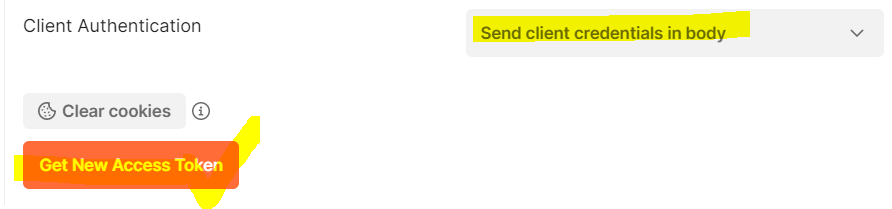 Client Authentication
Send client credentials in body
Clear cookies
Get New Access Token